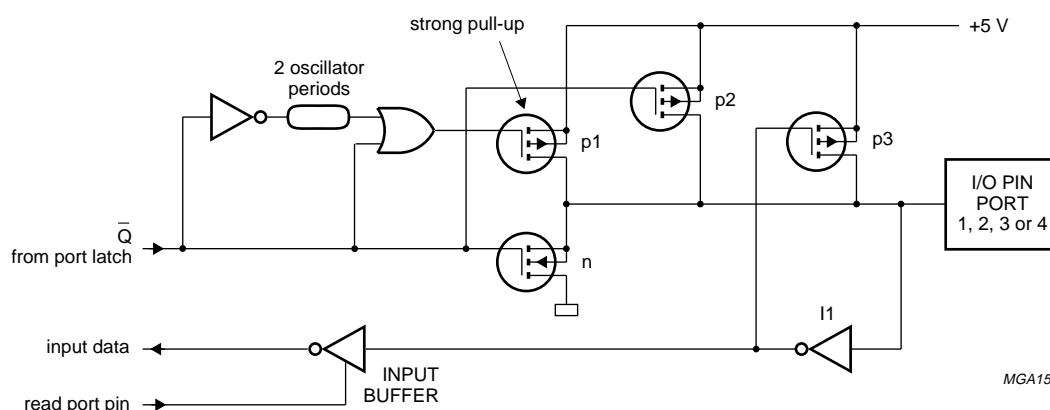 strong pull-up
+5 V
2 oscillator
periods
p2
p1
p3
I/O PIN
PORT
1, 2, 3 or 4
Q̅
from port latch
n
I1
input data
INPUT
BUFFER
read port pin